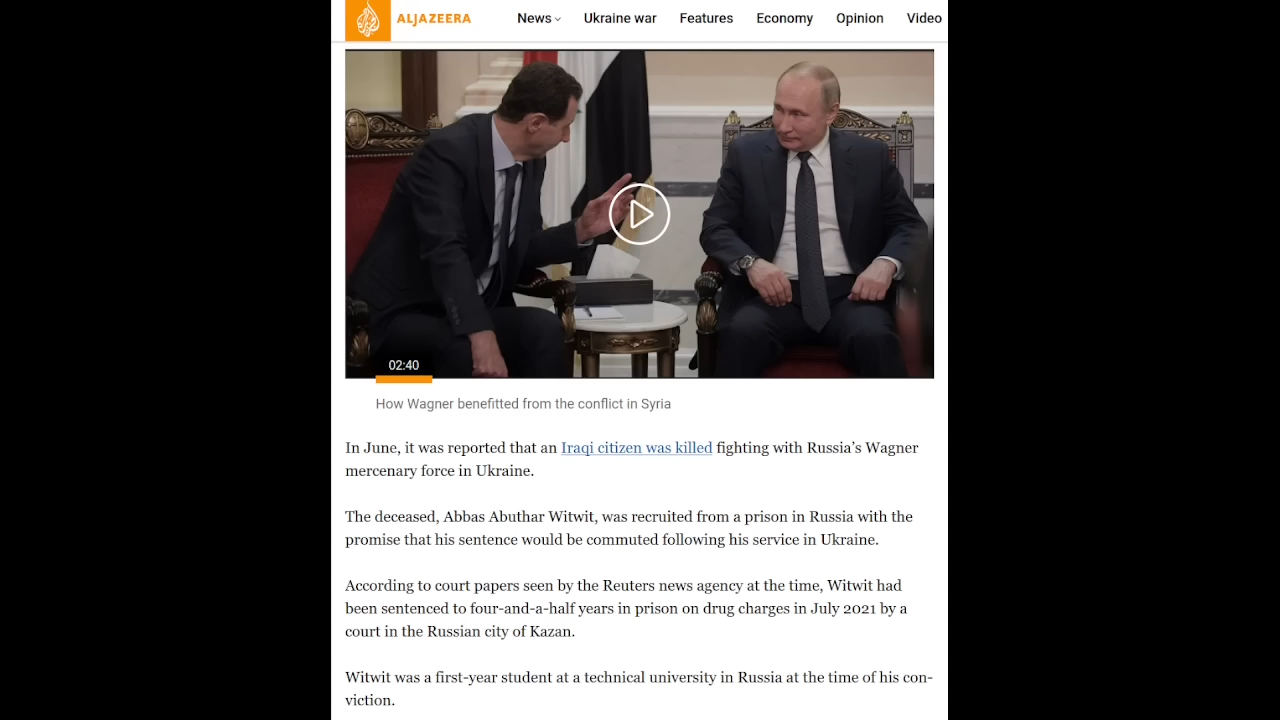 ALJAZEERA News Ukraine war Features Economy Opinion Video
02:40
How Wagner benefitted from the conflict in Syria
In June, it was reported that an Iraqi citizen was killed fighting with Russia’s Wagner
mercenary force in Ukraine.
The deceased, Abbas Abuthar Witwit, was recruited from a prison in Russia with the
promise that his sentence would be commuted following his service in Ukraine.
According to court papers seen by the Reuters news agency at the time, Witwit had
been sentenced to four-and-a-half years in prison on drug charges in July 2021 by a
court in the Russian city of Kazan.
Witwit was a first-year student at a technical university in Russia at the time of his con-
viction.